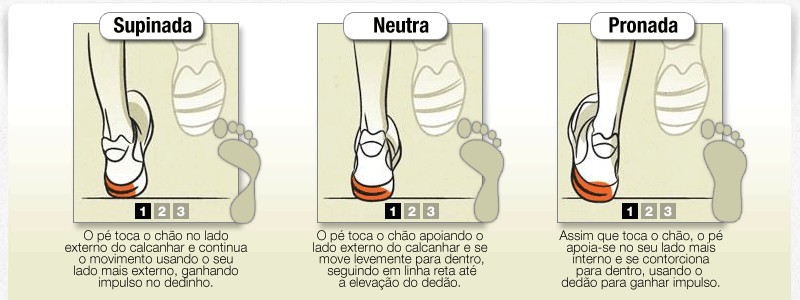 Supinada
1 2 3
O pé toca o chão no lado
externo do calcanhar e continua
o movimento usando o seu
lado mais externo, ganhando
impulso no dedinho.
Neutra
1 2 3
O pé toca o chão apoiando o
lado externo do calcanhar e se
move levemente para dentro,
seguindo em linha reta até
a elevação do dedão.
Pronada
1 2 3
Assim que toca o chão, o pé
apoia-se no seu lado mais
interno e se contorciona
para dentro, usando o
dedão para ganhar impulso.